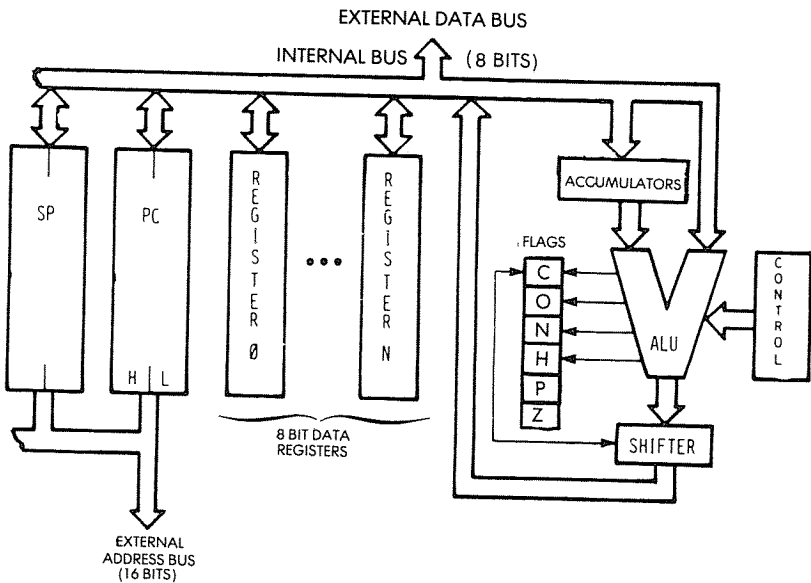 EXTERNAL DATA BUS
INTERNAL BUS (8 BITS)
SP
PC
H L
REGISTER Ø
REGISTER N
8 BIT DATA
REGISTERS
ACCUMULATORS
FLAGS
C
O
N
H
P
Z
ALU
CONTROL
SHIFTER
EXTERNAL
ADDRESS BUS
(16 BITS)